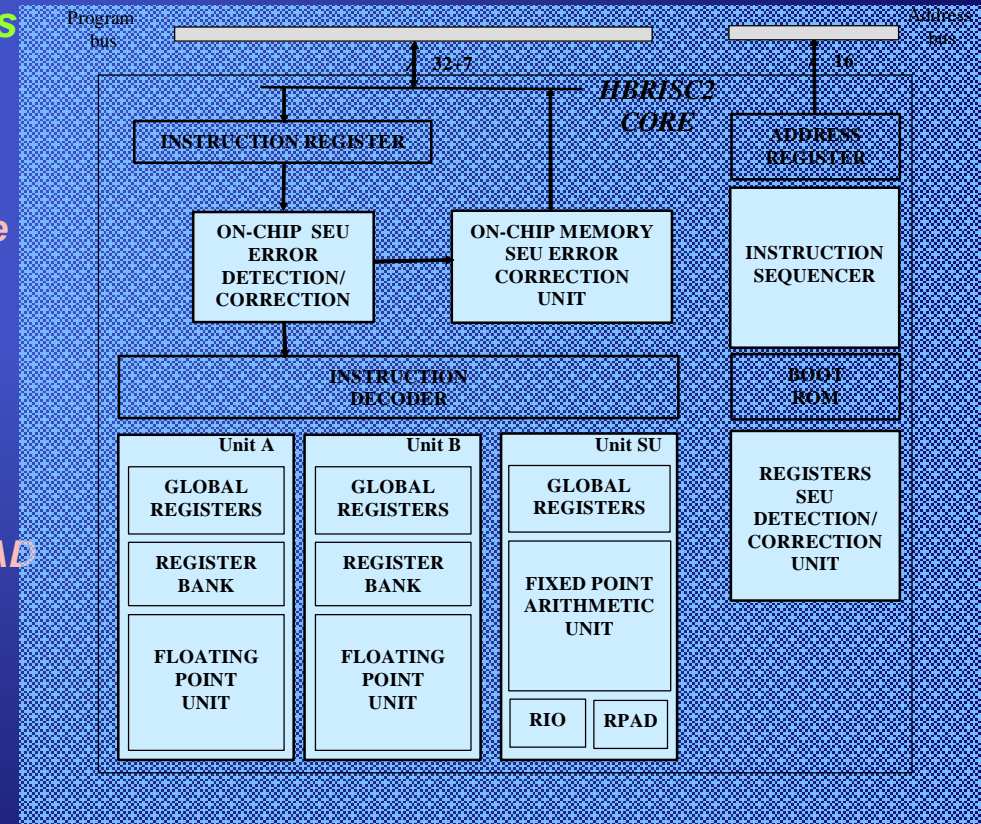 s
e
AD
Program
bus
Address
bus
32+7
16
HBRISC2
CORE
INSTRUCTION REGISTER
ADDRESS
REGISTER
ON-CHIP SEU
ERROR
DETECTION/
CORRECTION
ON-CHIP MEMORY
SEU ERROR
CORRECTION
UNIT
INSTRUCTION
SEQUENCER
INSTRUCTION
DECODER
BOOT
ROM
Unit A
GLOBAL
REGISTERS
REGISTER
BANK
FLOATING
POINT
UNIT
Unit B
GLOBAL
REGISTERS
REGISTER
BANK
FLOATING
POINT
UNIT
Unit SU
GLOBAL
REGISTERS
FIXED POINT
ARITHMETIC
UNIT
RIO
RPAD
REGISTERS
SEU
DETECTION/
CORRECTION
UNIT